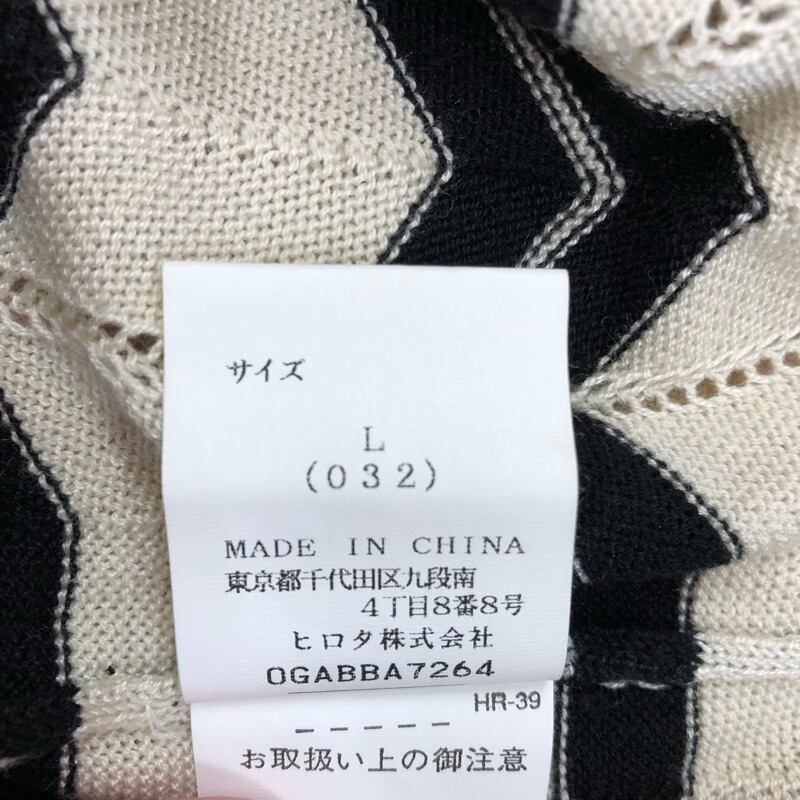 サイズ
L
(032)
MADE IN CHINA
東京都千代田区九段南
4丁目8番8号
ヒロタ株式会社
OGABBA7264
HR-39
お取扱い上の御注意